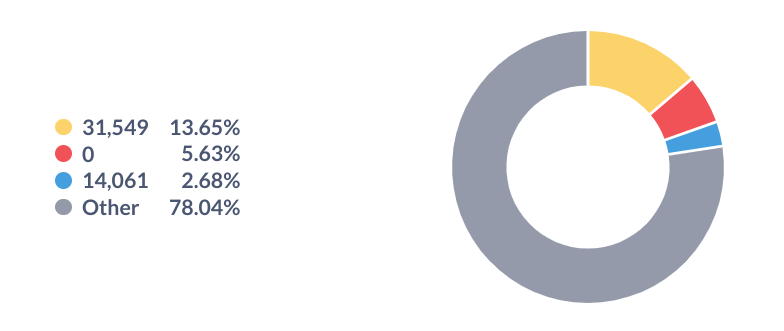 31,549 13.65%
0 5.63%
14,061 2.68%
Other 78.04%